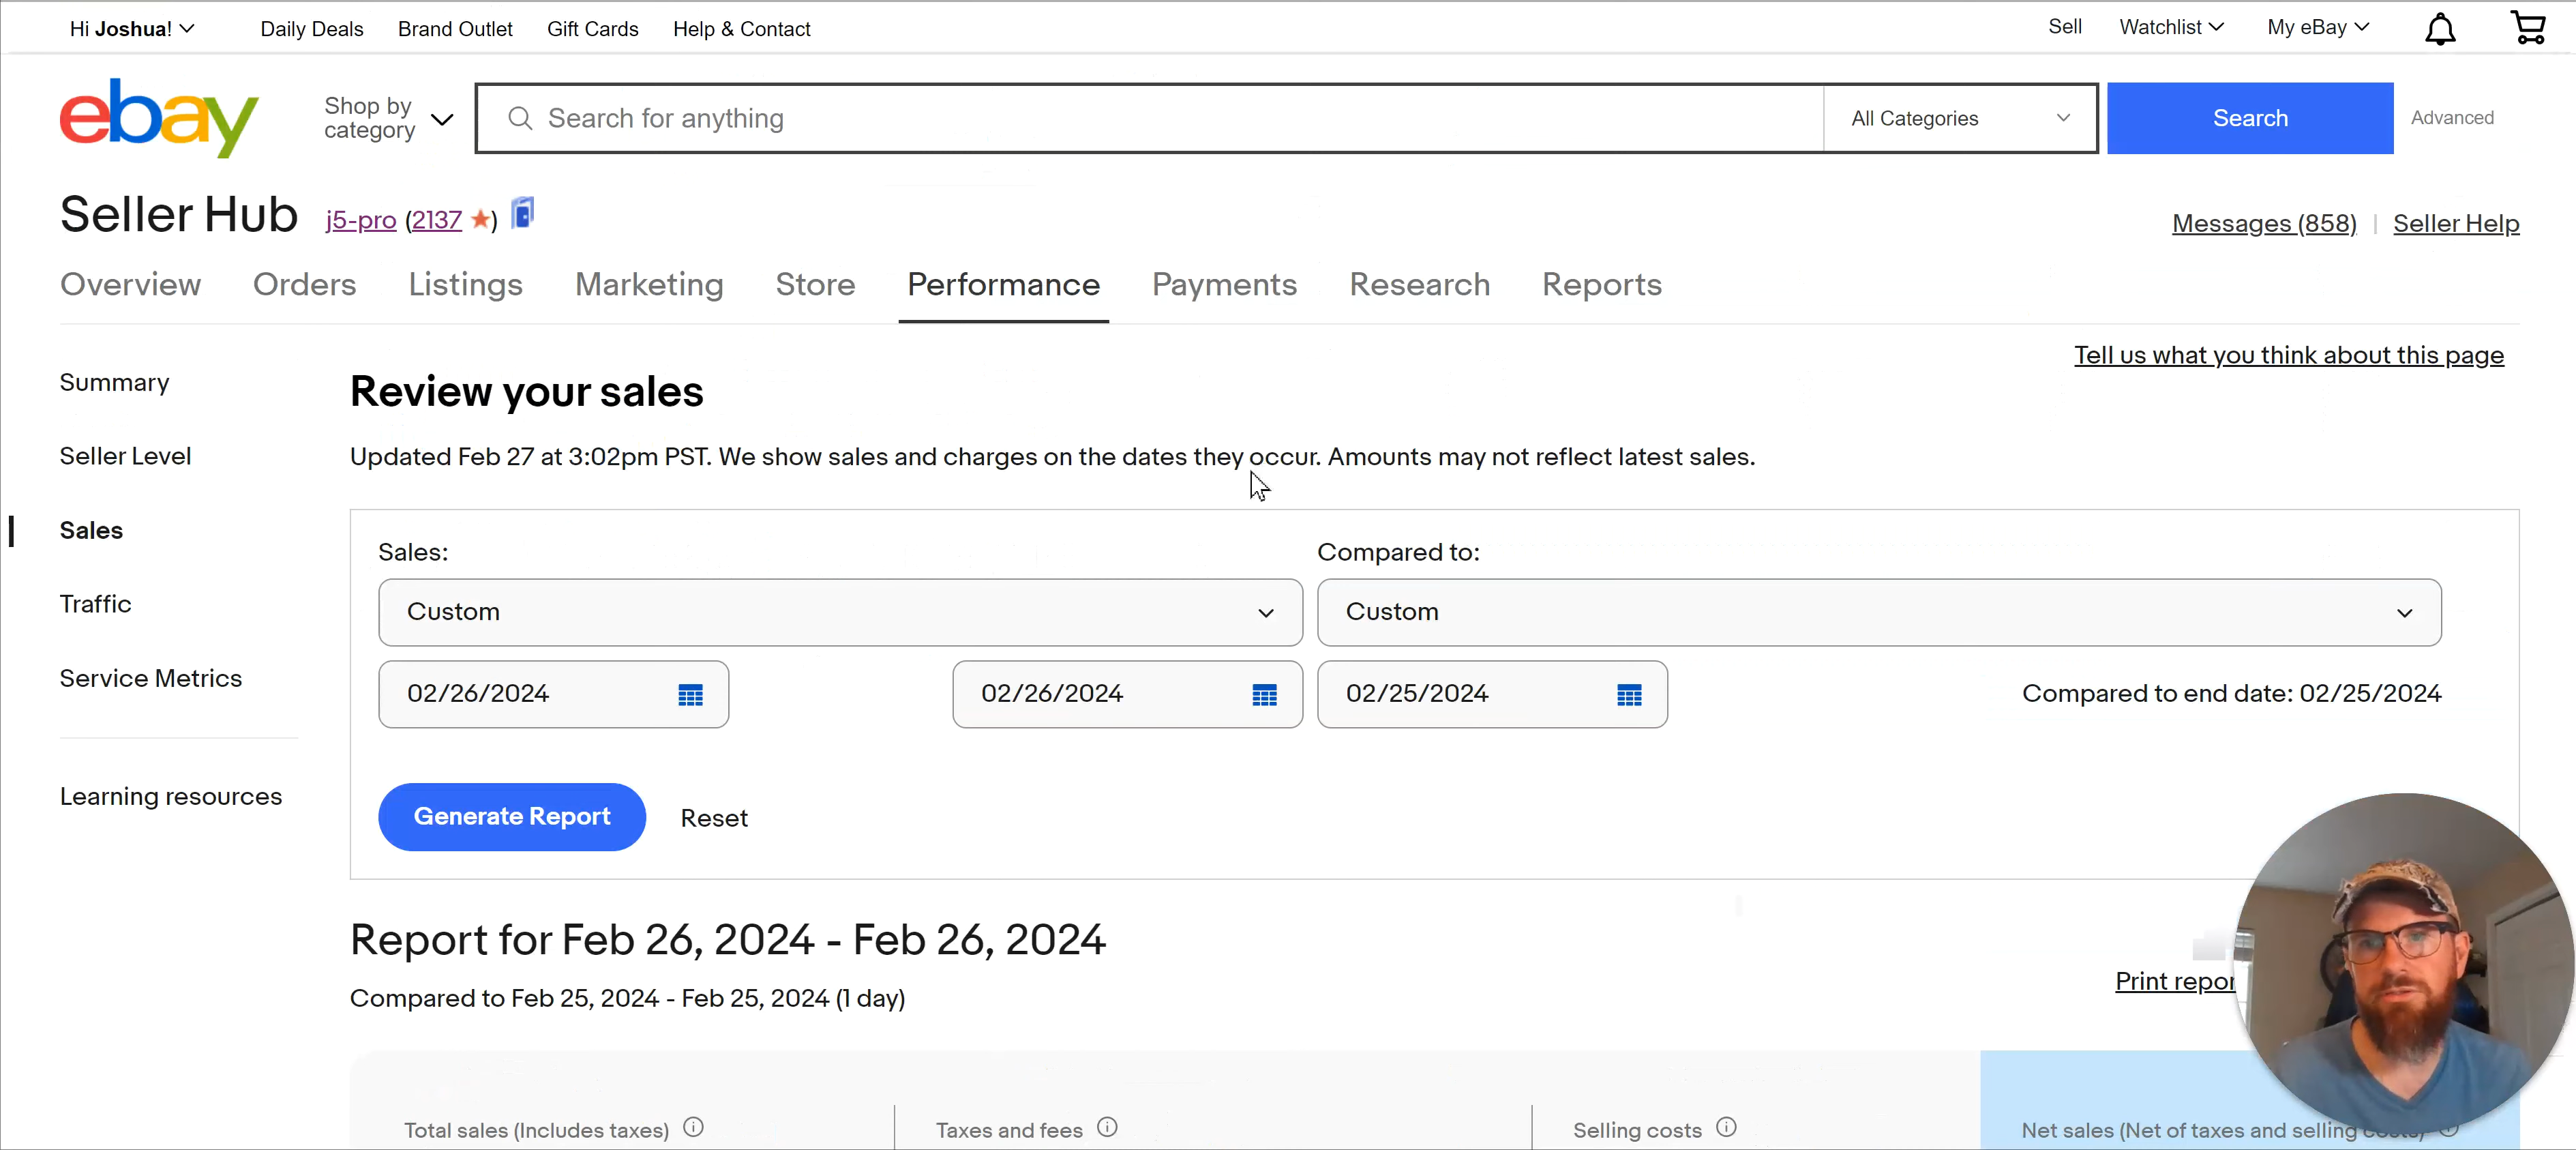 Hi Joshua!
Daily Deals
Brand Outlet
Gift Cards
Help & Contact
Sell
Watchlist
My eBay
ebay
Shop by
category
Search for anything
All Categories
Search
Advanced
Seller Hub
j5-pro (2137)
Messages (858)
Seller Help
Overview
Orders
Listings
Marketing
Store
Performance
Payments
Research
Reports
Tell us what you think about this page
Summary
Seller Level
Sales
Traffic
Service Metrics
Learning resources
Review your sales
Updated Feb 27 at 3:02pm PST. We show sales and charges on the dates they occur. Amounts may not reflect latest sales.
Sales:
Compared to:
Custom
Custom
02/26/2024
02/26/2024
02/25/2024
Compared to end date: 02/25/2024
Generate Report
Reset
Report for Feb 26, 2024 - Feb 26, 2024
Compared to Feb 25, 2024 - Feb 25, 2024 (1 day)
Print repor
Total sales (Includes taxes)
Taxes and fees
Selling costs
Net sales (Net of taxes and selling costs)